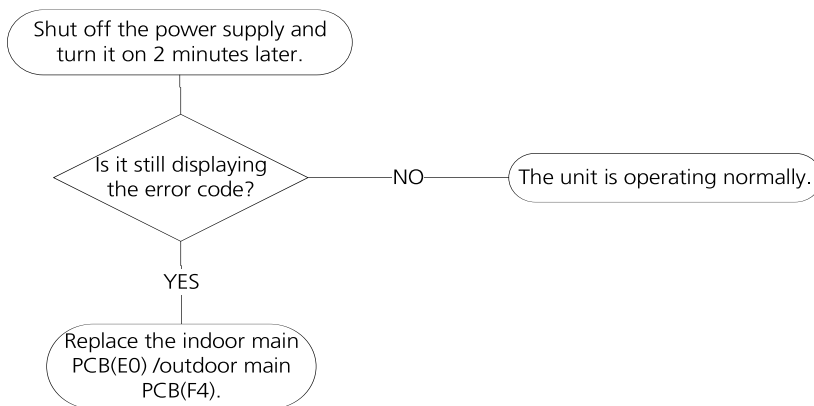 Shut off the power supply and
turn it on 2 minutes later.
Is it still displaying
the error code?
NO
The unit is operating normally.
YES
Replace the indoor main
PCB(E0) /outdoor main
PCB(F4).